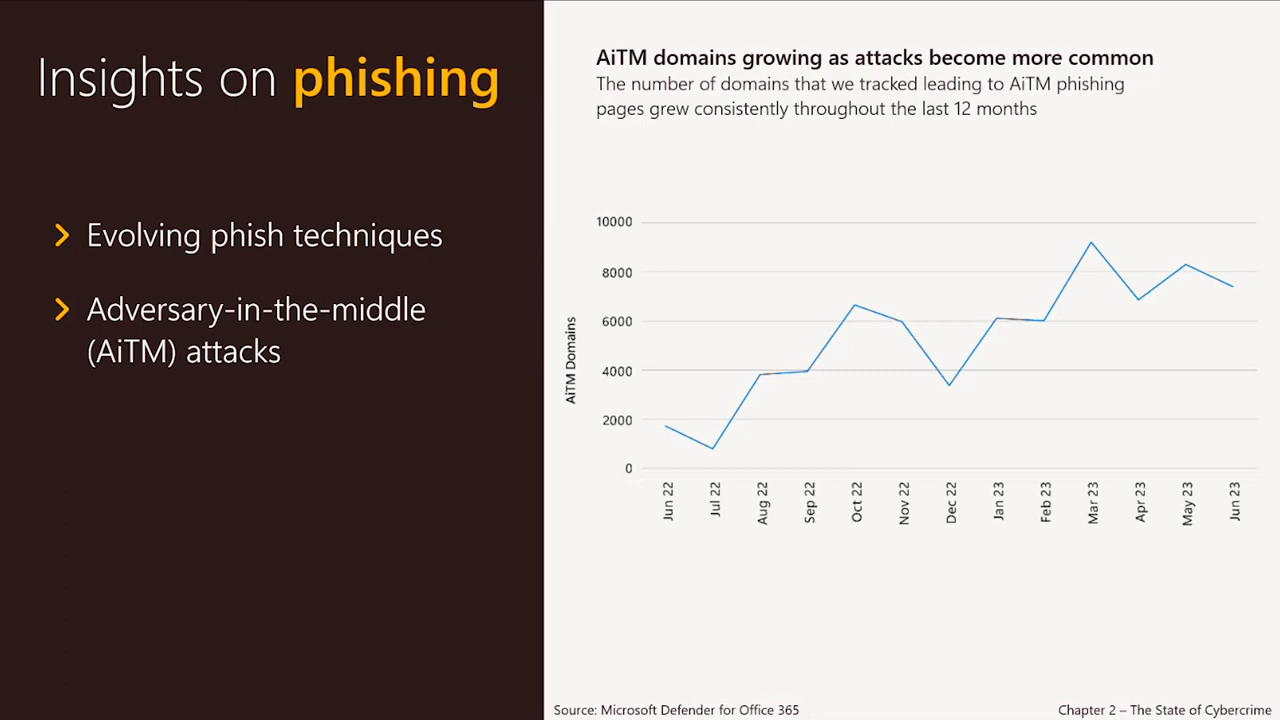 Insights on phishing
Evolving phish techniques
Adversary-in-the-middle
(AiTM) attacks
AiTM domains growing as attacks become more common
The number of domains that we tracked leading to AiTM phishing
pages grew consistently throughout the last 12 months
AiTM Domains
10000
8000
6000
4000
2000
0
Jun 22
Jul 22
Aug 22
Sep 22
Oct 22
Nov 22
Dec 22
Jan 23
Feb 23
Mar 23
Apr 23
May 23
Jun 23
Source: Microsoft Defender for Office 365
Chapter 2 – The State of Cybercrime